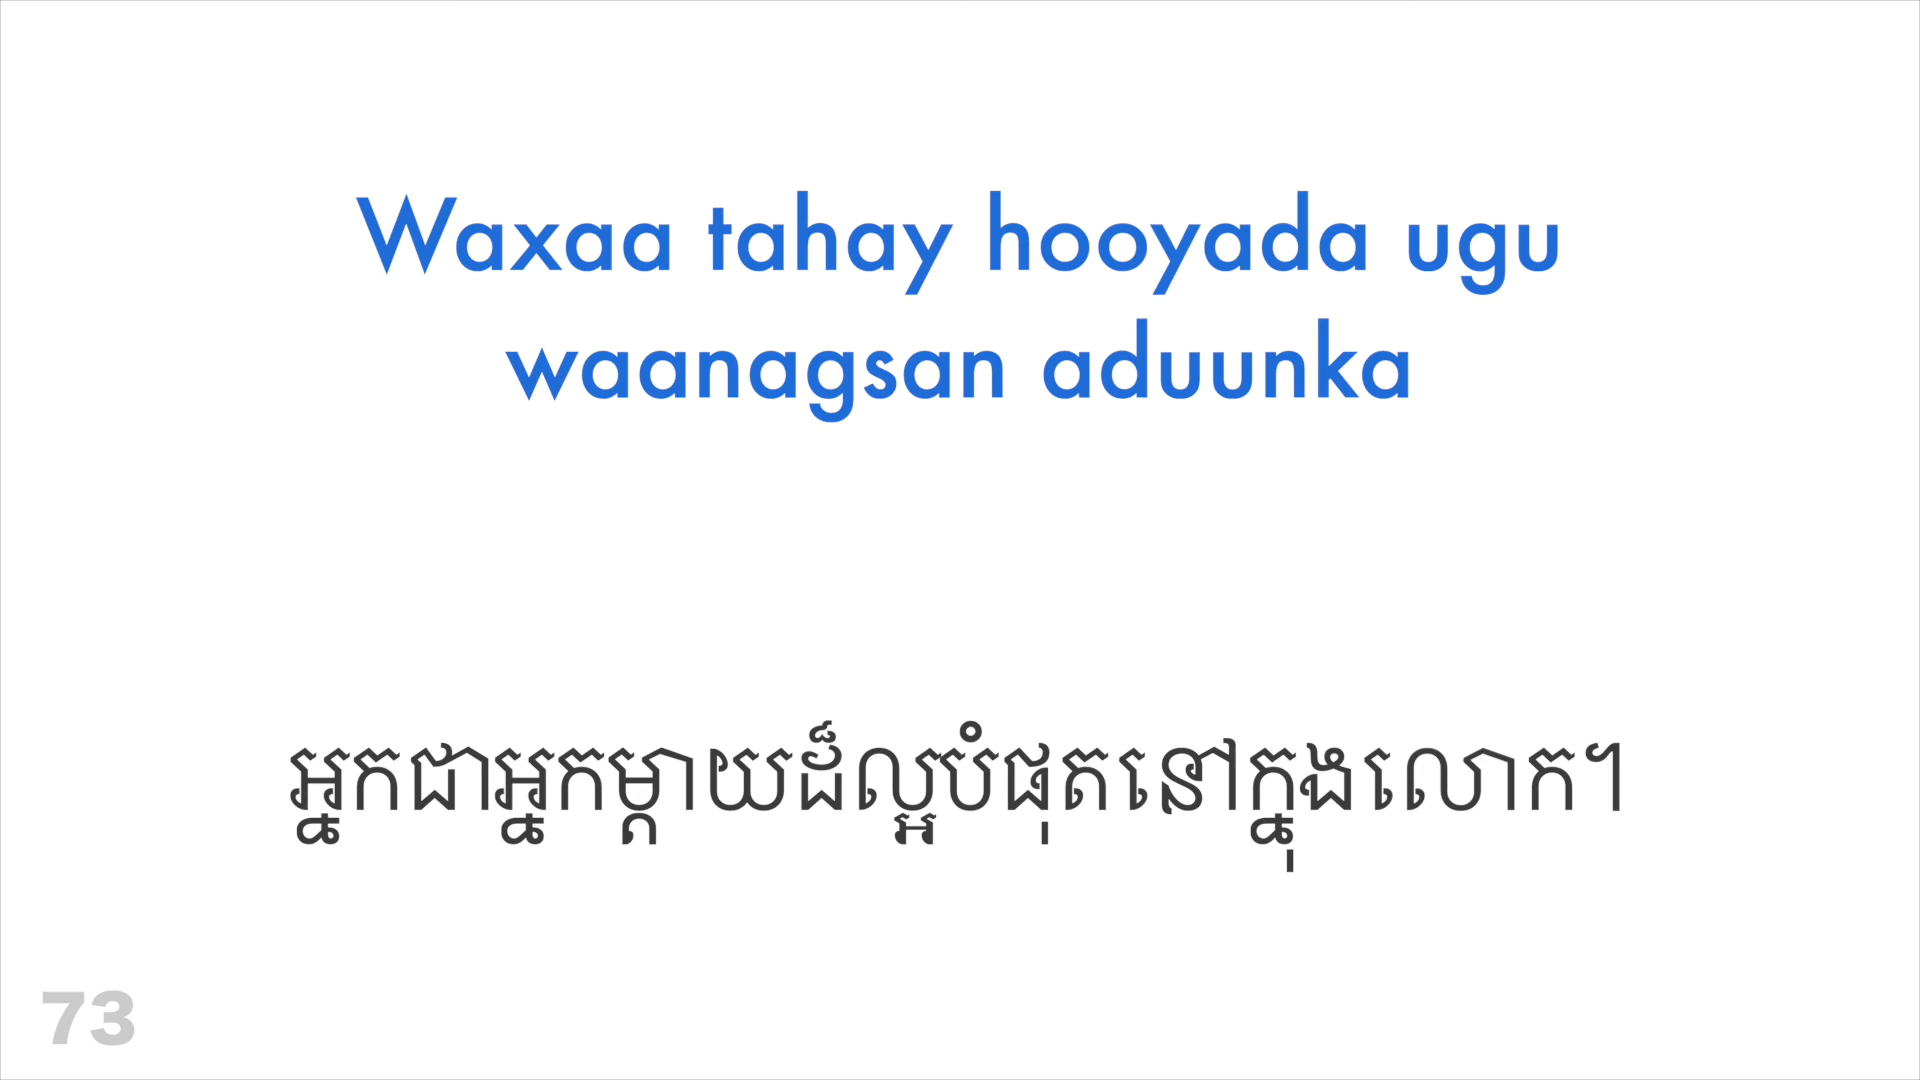 Waxaa tahay hooyada ugu
waanagsan aduunka
អ្នកជាអ្នកម្តាយដ៏ល្អបំផុតនៅក្នុងលោក។
73